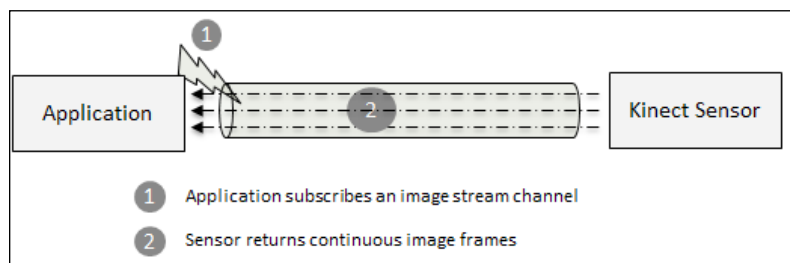 1
Application
2
Kinect Sensor
1 Application subscribes an image stream channel
2 Sensor returns continuous image frames